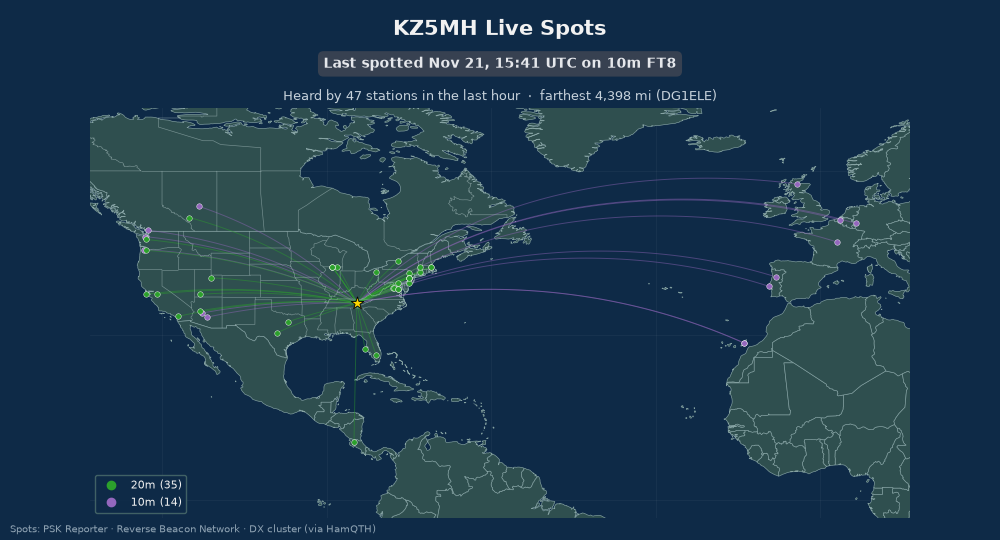 KZ5MH Live Spots
Last spotted Nov 21, 15:41 UTC on 10m FT8
Heard by 47 stations in the last hour · farthest 4,398 mi (DG1ELE)
20m (35)
10m (14)
Spots: PSK Reporter · Reverse Beacon Network · DX cluster (via HamQTH)